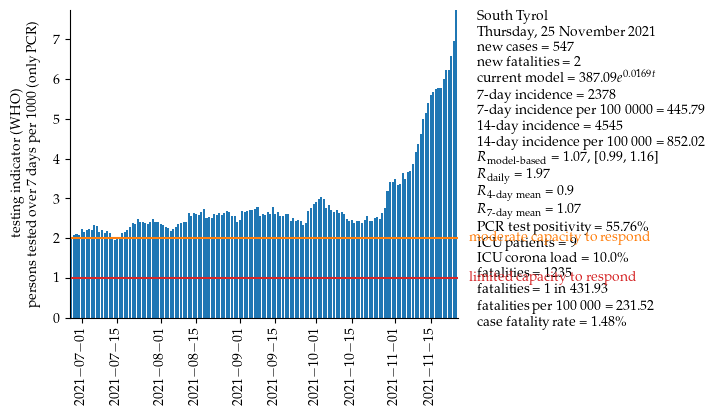 testing indicator (WHO)
persons tested over 7 days per 1000 (only PCR)
7
6
5
4
3
2
1
0
2021−07−01
2021−07−15
2021−08−01
2021−08−15
2021−09−01
2021−09−15
2021−10−01
2021−10−15
2021−11−01
2021−11−15
South Tyrol
Thursday, 25 November 2021
new cases = 547
new fatalities = 2
current model = 387.09e^0.0169t
7-day incidence = 2378
7-day incidence per 100 0000 = 445.79
14-day incidence = 4545
14-day incidence per 100 000 = 852.02
R model-based = 1.07, [0.99, 1.16]
R daily = 1.97
R 4-day mean = 0.9
R 7-day mean = 1.07
PCR test positivity = 55.76%
moderate capacity to respond
ICU patients = 9
ICU corona load = 10.0%
fatalities = 1235
limited capacity to respond
fatalities = 1 in 431.93
fatalities per 100 000 = 231.52
case fatality rate = 1.48%